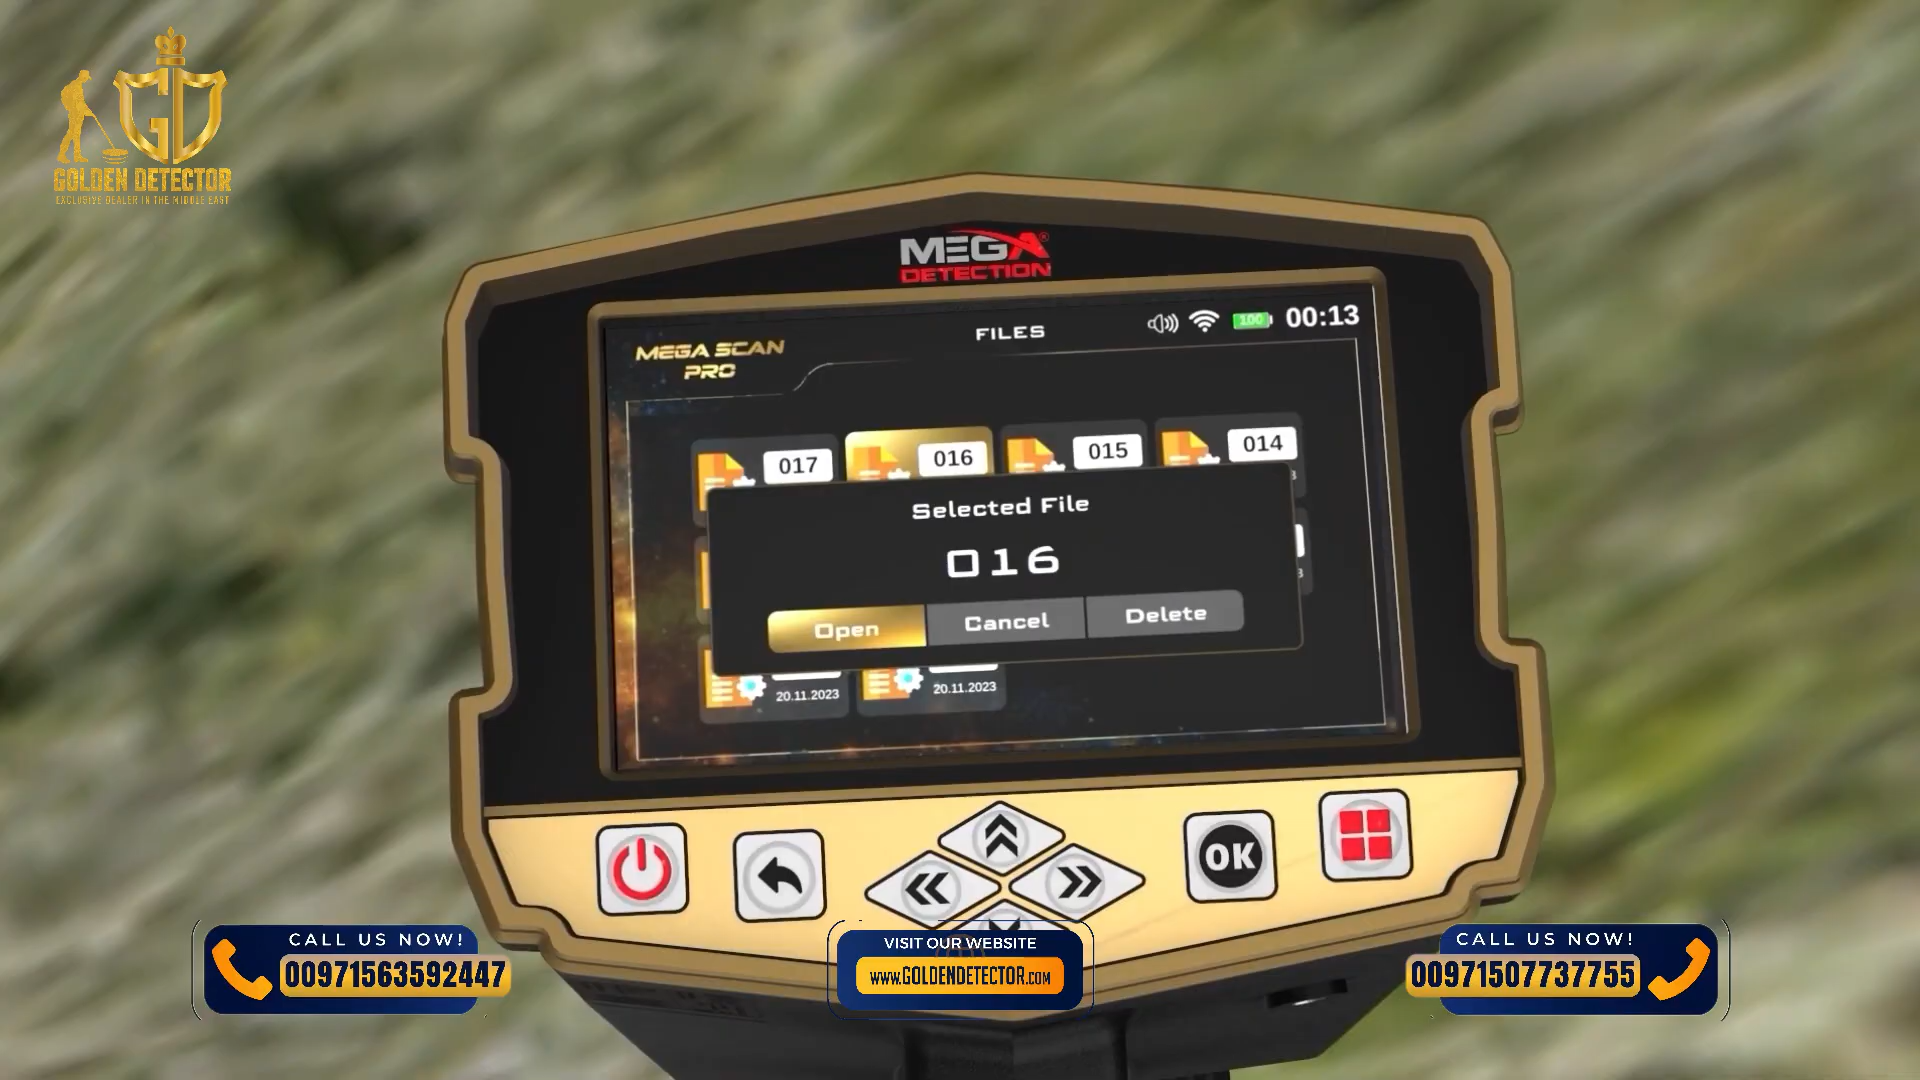 GOLDEN DETECTOR
EXCLUSIVE DEALER IN THE MIDDLE EAST
MEGA
DETECTION
MEGA SCAN
PRO
FILES
100
00:13
017
016
015
014
Selected File
016
Open
Cancel
Delete
20.11.2023
20.11.2023
OK
CALL US NOW!
00971563592447
VISIT OUR WEBSITE
www.GOLDENDETECTOR.com
CALL US NOW!
00971507737755